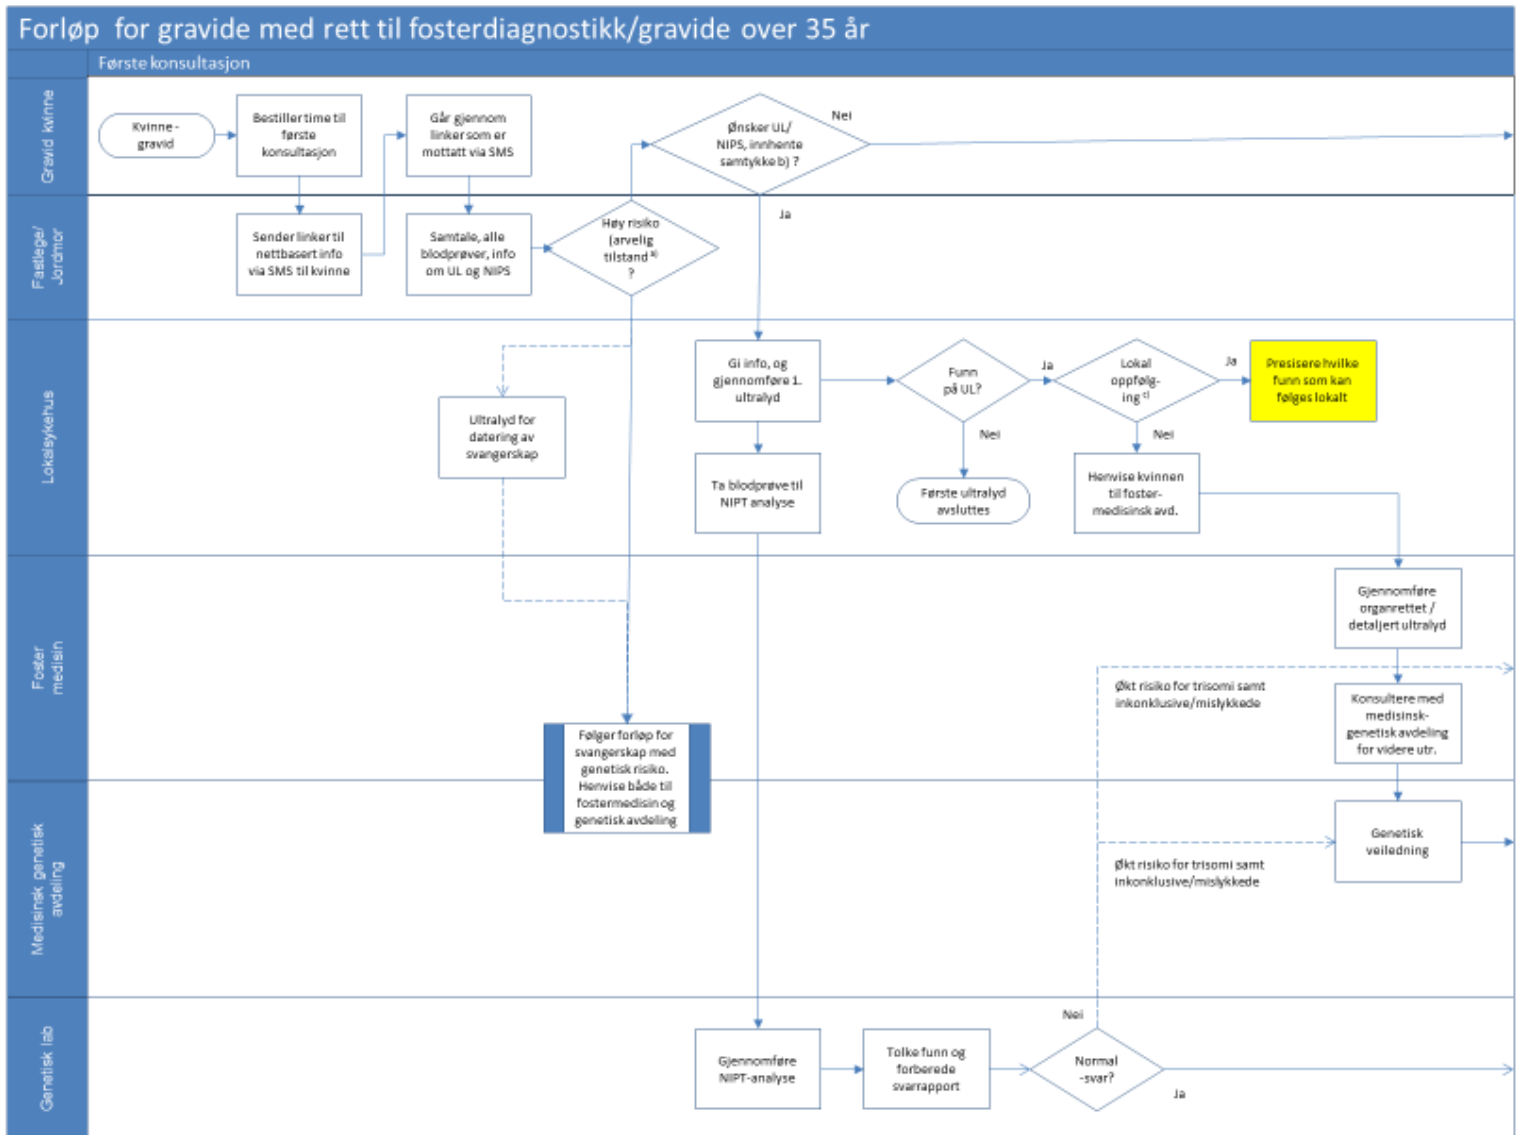 Forløp for gravide med rett til fosterdiagnostikk/gravide over 35 år
Første konsultasjon
Gravid kvinne
Kvinne -
gravid
Bestiller time til
første
konsultasjon
Går gjennom
linker som er
mottatt via SMS
Ønsker UL/
NIPS, innhente
samtykke b) ?
Nei
Ja
Fastlege/
Jordmor
Sender linker til
nettbasert info
via SMS til kvinne
Samtale, alle
blodprøver, info
om UL og NIPS
Høy risiko
(arvelig
tilstand a)
?
Lokalsykehus
Ultralyd for
datering av
svangerskap
Gi info, og
gjennomføre 1.
ultralyd
Ta blodprøve til
NIPT analyse
Funn
på UL?
Ja
Nei
Første ultralyd
avsluttes
Lokal
oppfølg-
ing c)
Ja
Nei
Presisere hvilke
funn som kan
følges lokalt
Henvise kvinnen
til foster-
medisinsk avd.
Foster
medisin
Gjennomføre
organrettet /
detaljert ultralyd
Økt risiko for trisomi samt
inkonklusive/mislykkede
Konsultere med
medisinsk-
genetisk avdeling
for videre utr.
Følger forløp for
svangerskap med
genetisk risiko.
Henvise både til
fostermedisin og
genetisk avdeling
Medisinsk genetisk
avdeling
Genetisk
veiledning
Økt risiko for trisomi samt
inkonklusive/mislykkede
Genetisk lab
Gjennomføre
NIPT-analyse
Tolke funn og
forberede
svarrapport
Nei
Normal
-svar?
Ja